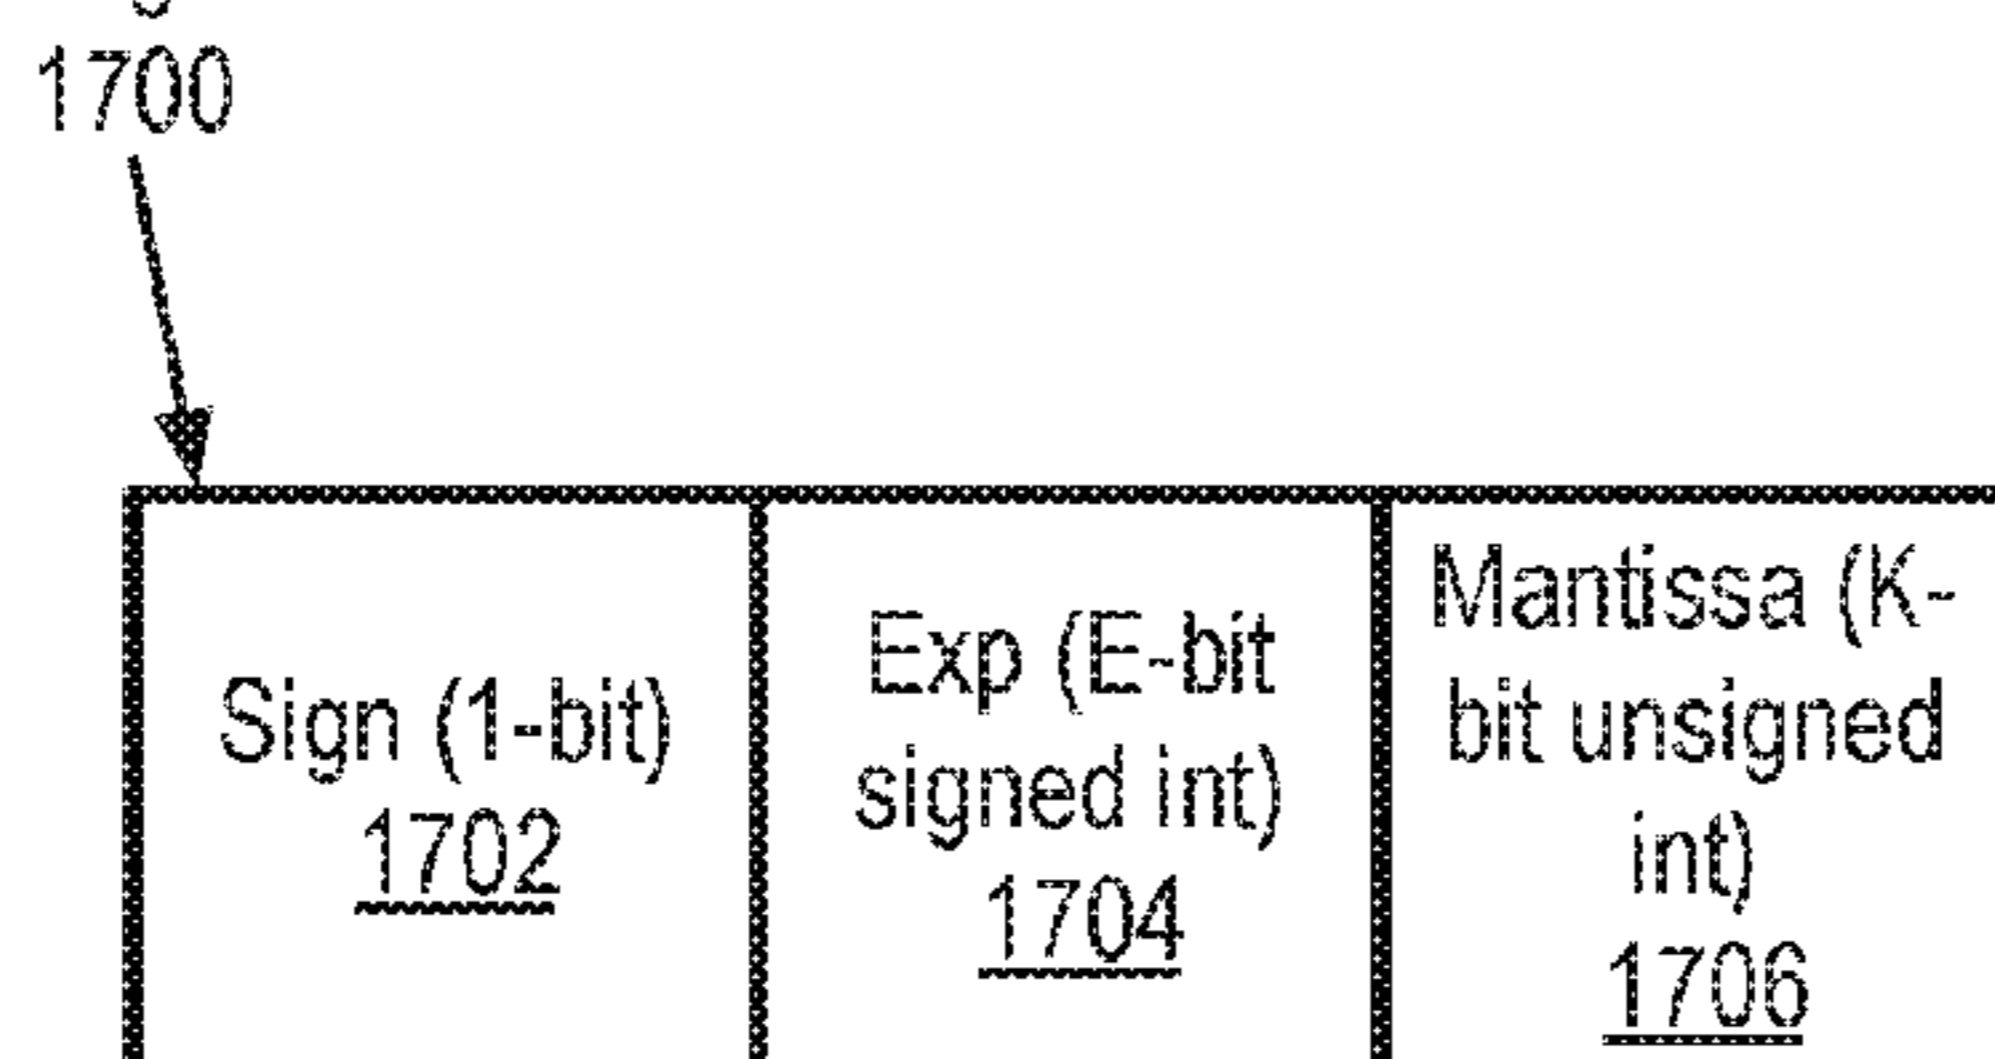 1700
Sign (1-bit)
1702
Exp (E-bit
signed int)
1704
Mantissa (K-
bit unsigned
int)
1706